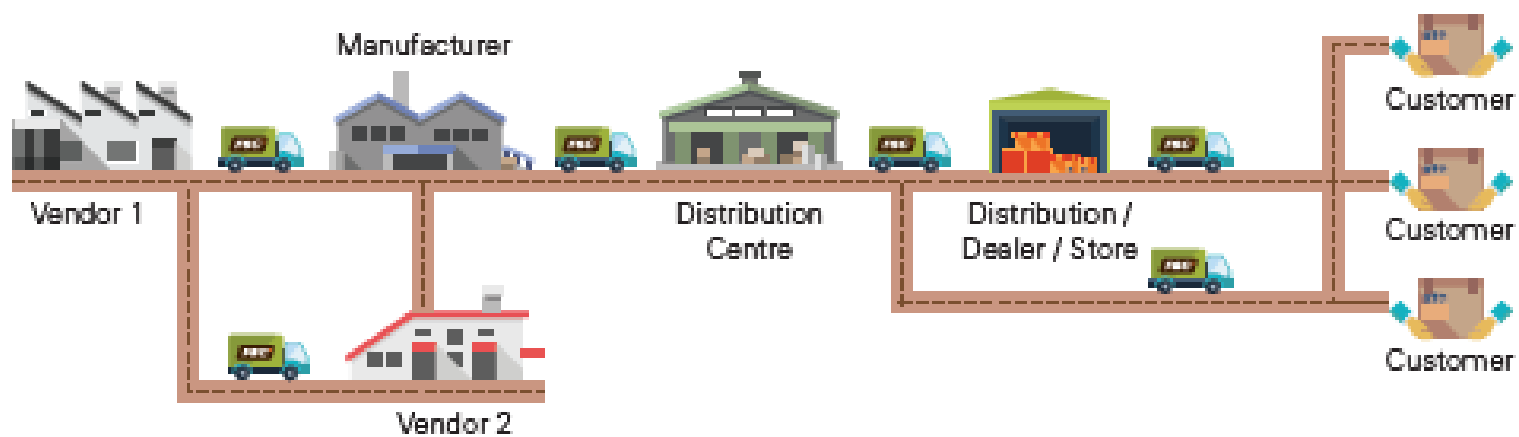 Manufacturer
Customer
Vendor 1
Distribution
Centre
Distribution /
Dealer / Store
Customer
Customer
Vendor 2